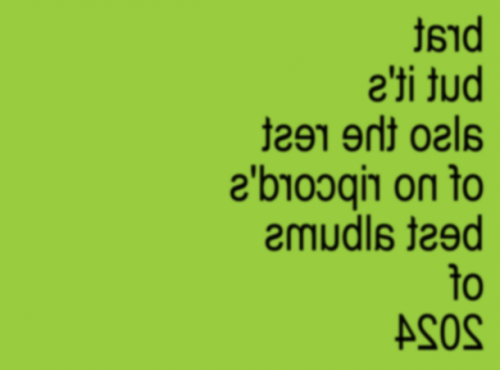 brat
but it's
also the rest
of no ripcord's
best albums
of
2024